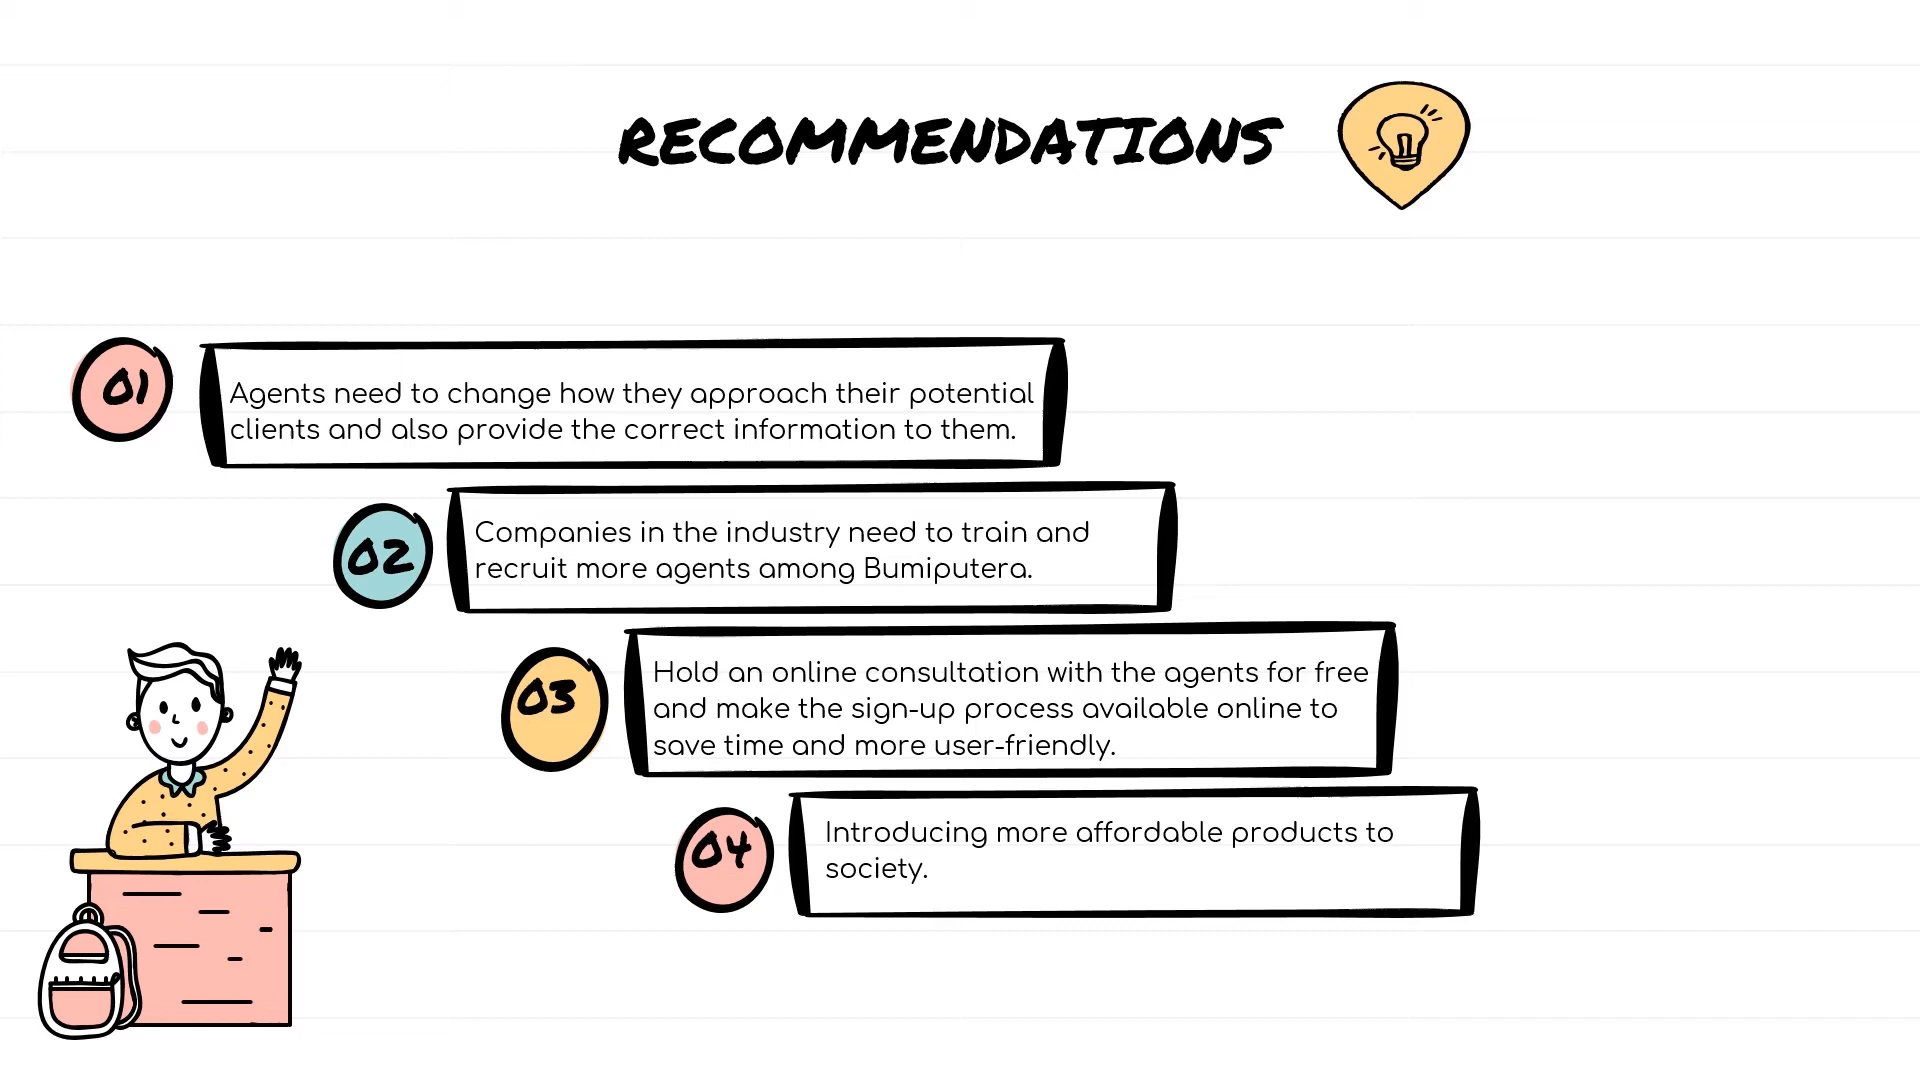 RECOMMENDATIONS
01
Agents need to change how they approach their potential
clients and also provide the correct information to them.
02
Companies in the industry need to train and
recruit more agents among Bumiputera.
03
Hold an online consultation with the agents for free
and make the sign-up process available online to
save time and more user-friendly.
04
Introducing more affordable products to
society.